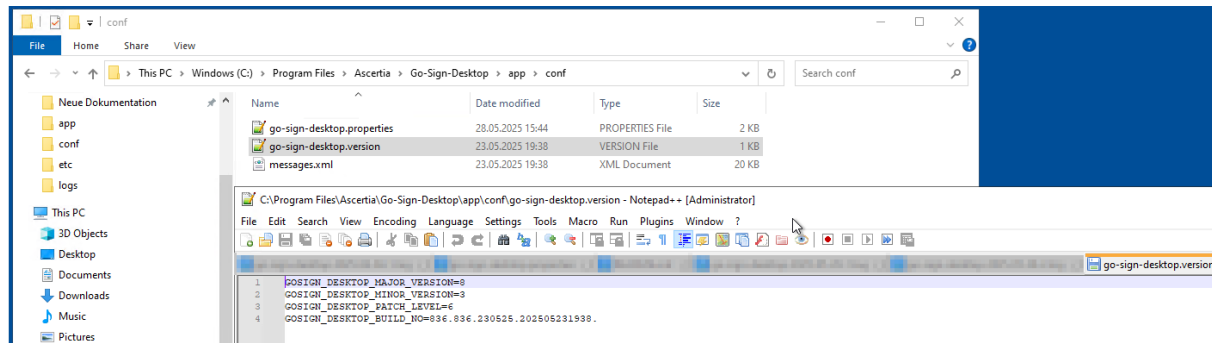 conf
File Home Share View
This PC > Windows (C:) > Program Files > Ascertia > Go-Sign-Desktop > app > conf
Search conf
Neue Dokumentation
app
conf
etc
logs
This PC
3D Objects
Desktop
Documents
Downloads
Music
Pictures
Name Date modified Type Size
go-sign-desktop.properties 28.05.2025 15:44 PROPERTIES File 2 KB
go-sign-desktop.version 23.05.2025 19:38 VERSION File 1 KB
messages.xml 23.05.2025 19:38 XML Document 20 KB
C:\Program Files\Ascertia\Go-Sign-Desktop\app\conf\go-sign-desktop.version - Notepad++ [Administrator]
File Edit Search View Encoding Language Settings Tools Macro Run Plugins Window ?
go-sign-desktop.version
1 GOSIGN_DESKTOP_MAJOR_VERSION=8
2 GOSIGN_DESKTOP_MINOR_VERSION=3
3 GOSIGN_DESKTOP_PATCH_LEVEL=6
4 GOSIGN_DESKTOP_BUILD_NO=836.836.230525.202505231938.